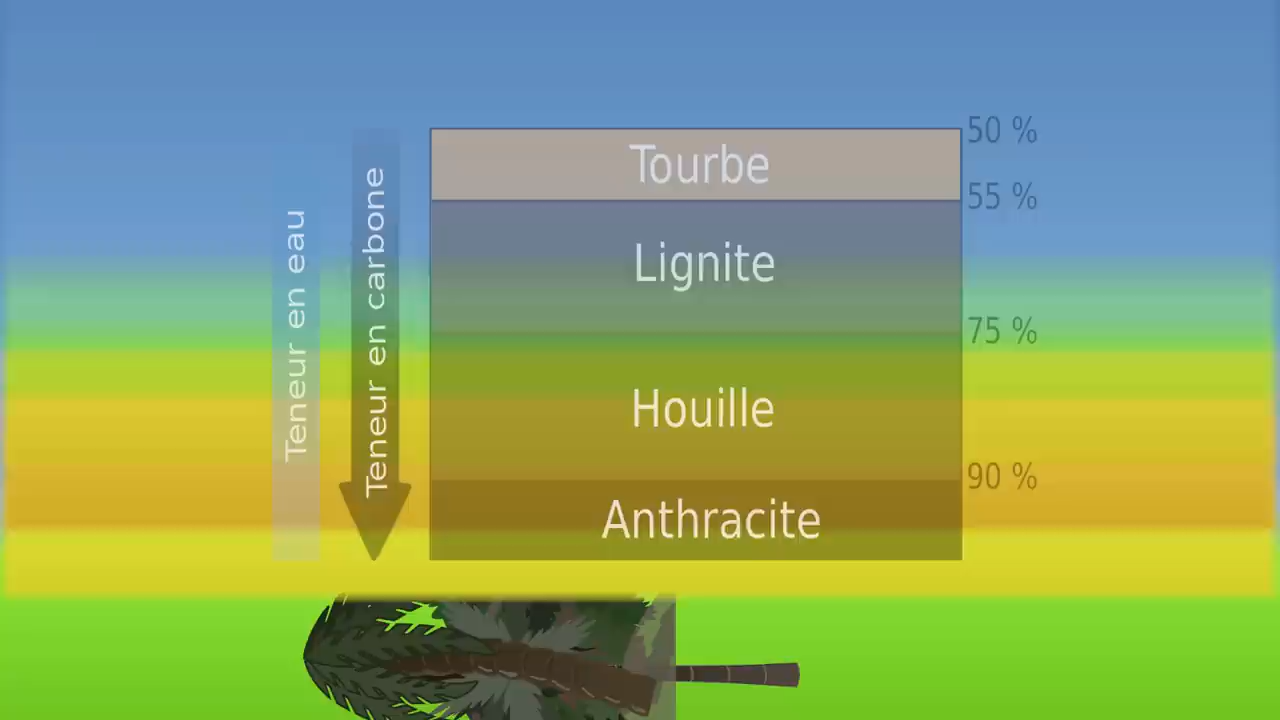 Teneur en eau
Teneur en carbone
50 %
Tourbe
55 %
Lignite
75 %
Houille
90 %
Anthracite